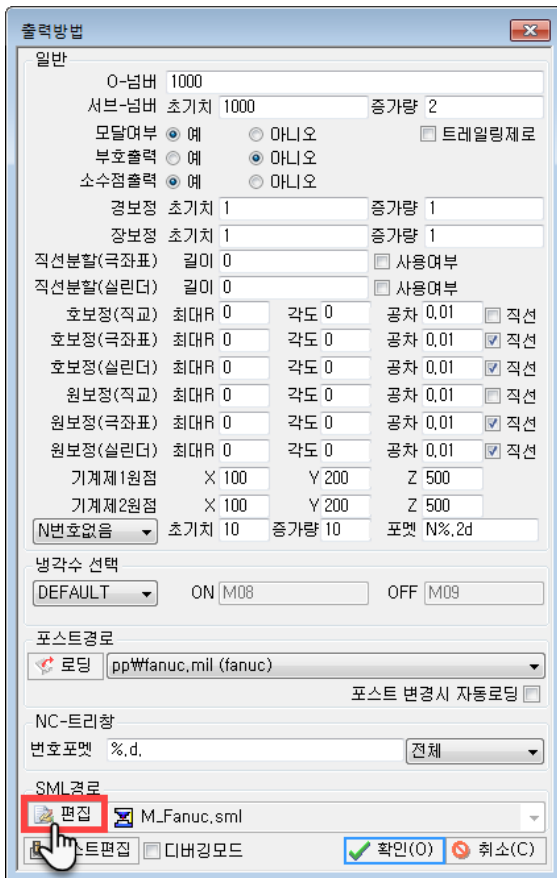 출력방법
일반
O-넘버 1000
서브-넘버 초기치 1000 증가량 2
모달여부 예 아니오 트레일링제로
부호출력 예 아니오
소수점출력 예 아니오
경보정 초기치 1 증가량 1
장보정 초기치 1 증가량 1
직선분할(극좌표) 길이 0 사용여부
직선분할(실린더) 길이 0 사용여부
호보정(직교) 최대R 0 각도 0 공차 0.01 직선
호보정(극좌표) 최대R 0 각도 0 공차 0.01 직선
호보정(실린더) 최대R 0 각도 0 공차 0.01 직선
원보정(직교) 최대R 0 각도 0 공차 0.01 직선
원보정(극좌표) 최대R 0 각도 0 공차 0.01 직선
원보정(실린더) 최대R 0 각도 0 공차 0.01 직선
기계제1원점 X 100 Y 200 Z 500
기계제2원점 X 100 Y 200 Z 500
N번호없음 초기치 10 증가량 10 포멧 N%.2d
냉각수 선택
DEFAULT ON M08 OFF M09
포스트경로
로딩 pp₩fanuc.mil (fanuc)
포스트 변경시 자동로딩
NC-트리창
번호포멧 %.d. 전체
SML경로
편집 M_Fanuc.sml
스트편집 디버깅모드 확인(O) 취소(C)